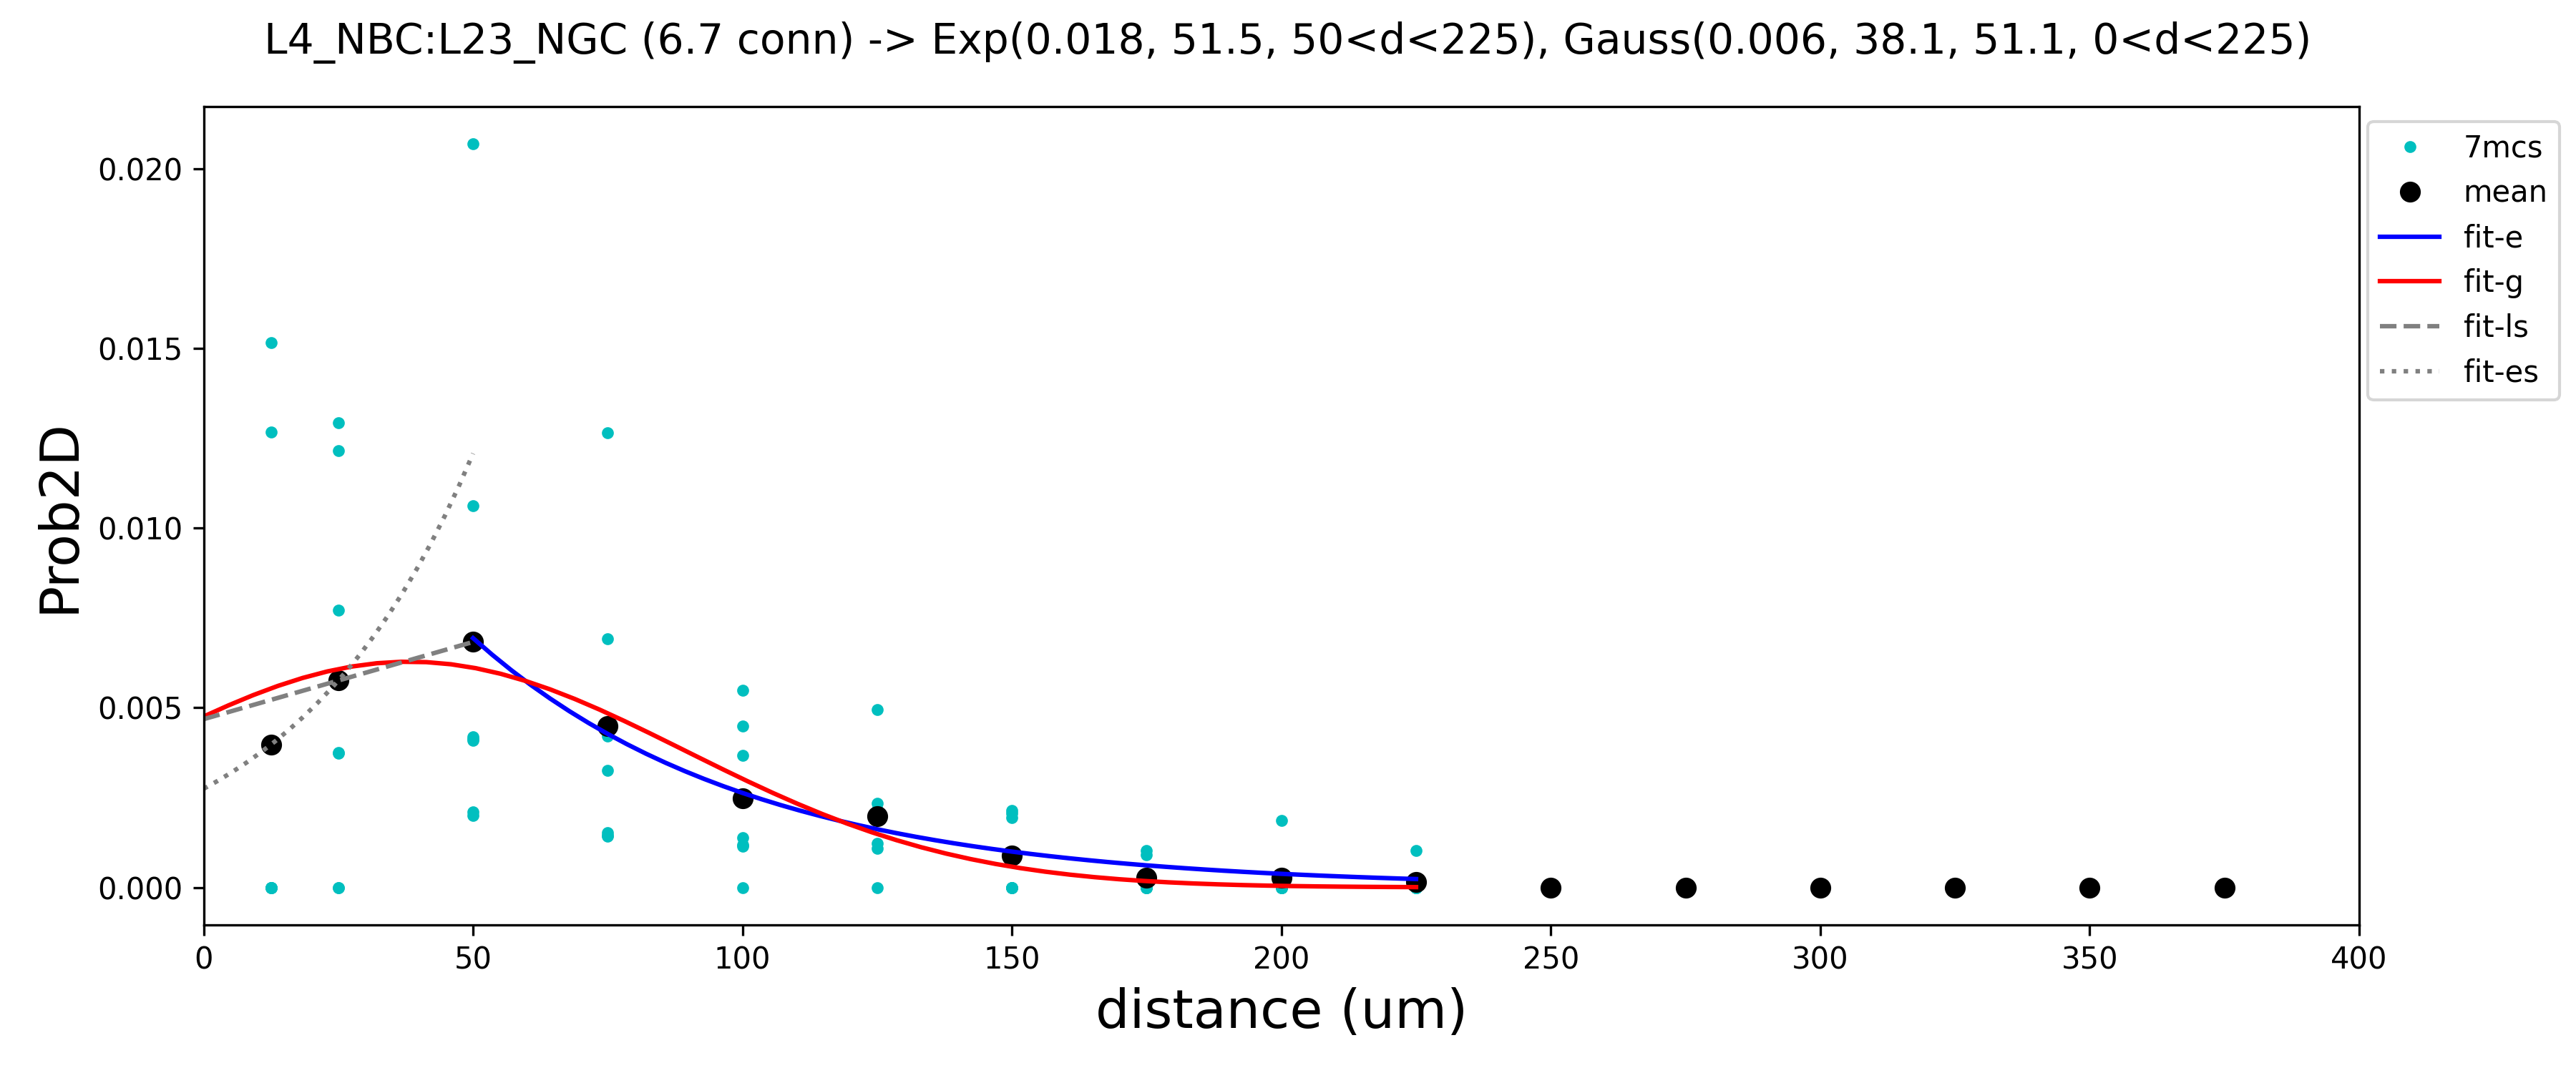 L4_NBC:L23_NGC (6.7 conn) -> Exp(0.018, 51.5, 50<d<225), Gauss(0.006, 38.1, 51.1, 0<d<225)
0.020
0.015
0.010
0.005
0.000
Prob2D
0 50 100 150 200 250 300 350 400
distance (um)
7mcs
mean
fit-e
fit-g
fit-ls
fit-es